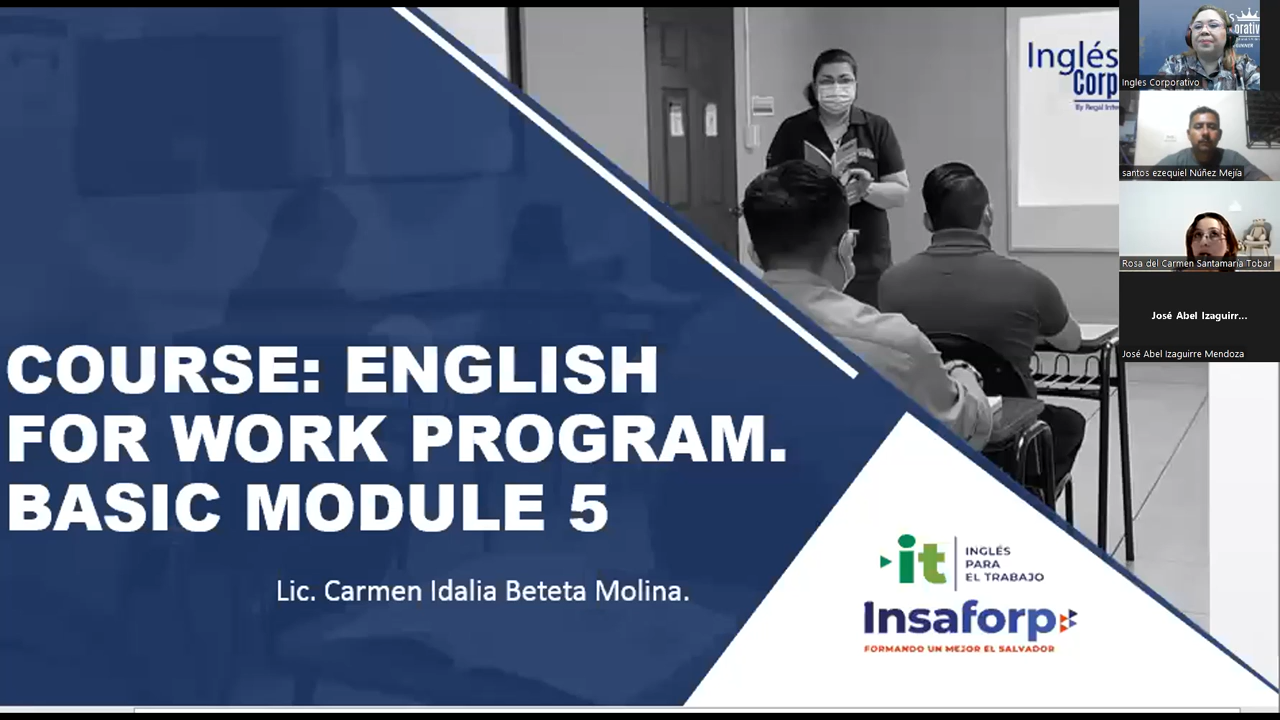 COURSE: ENGLISH
FOR WORK PROGRAM.
BASIC MODULE 5
Lic. Carmen Idalia Beteta Molina.
Inglés
Corp
it
INGLÉS
PARA
EL TRABAJO
Insaforp
FORMANDO UN MEJOR EL SALVADOR
Ingles Corporativo
santos ezequiel Núñez Mejía
Rosa del Carmen Santamaría Tobar
José Abel Izaguirr...
José Abel Izaguirre Mendoza